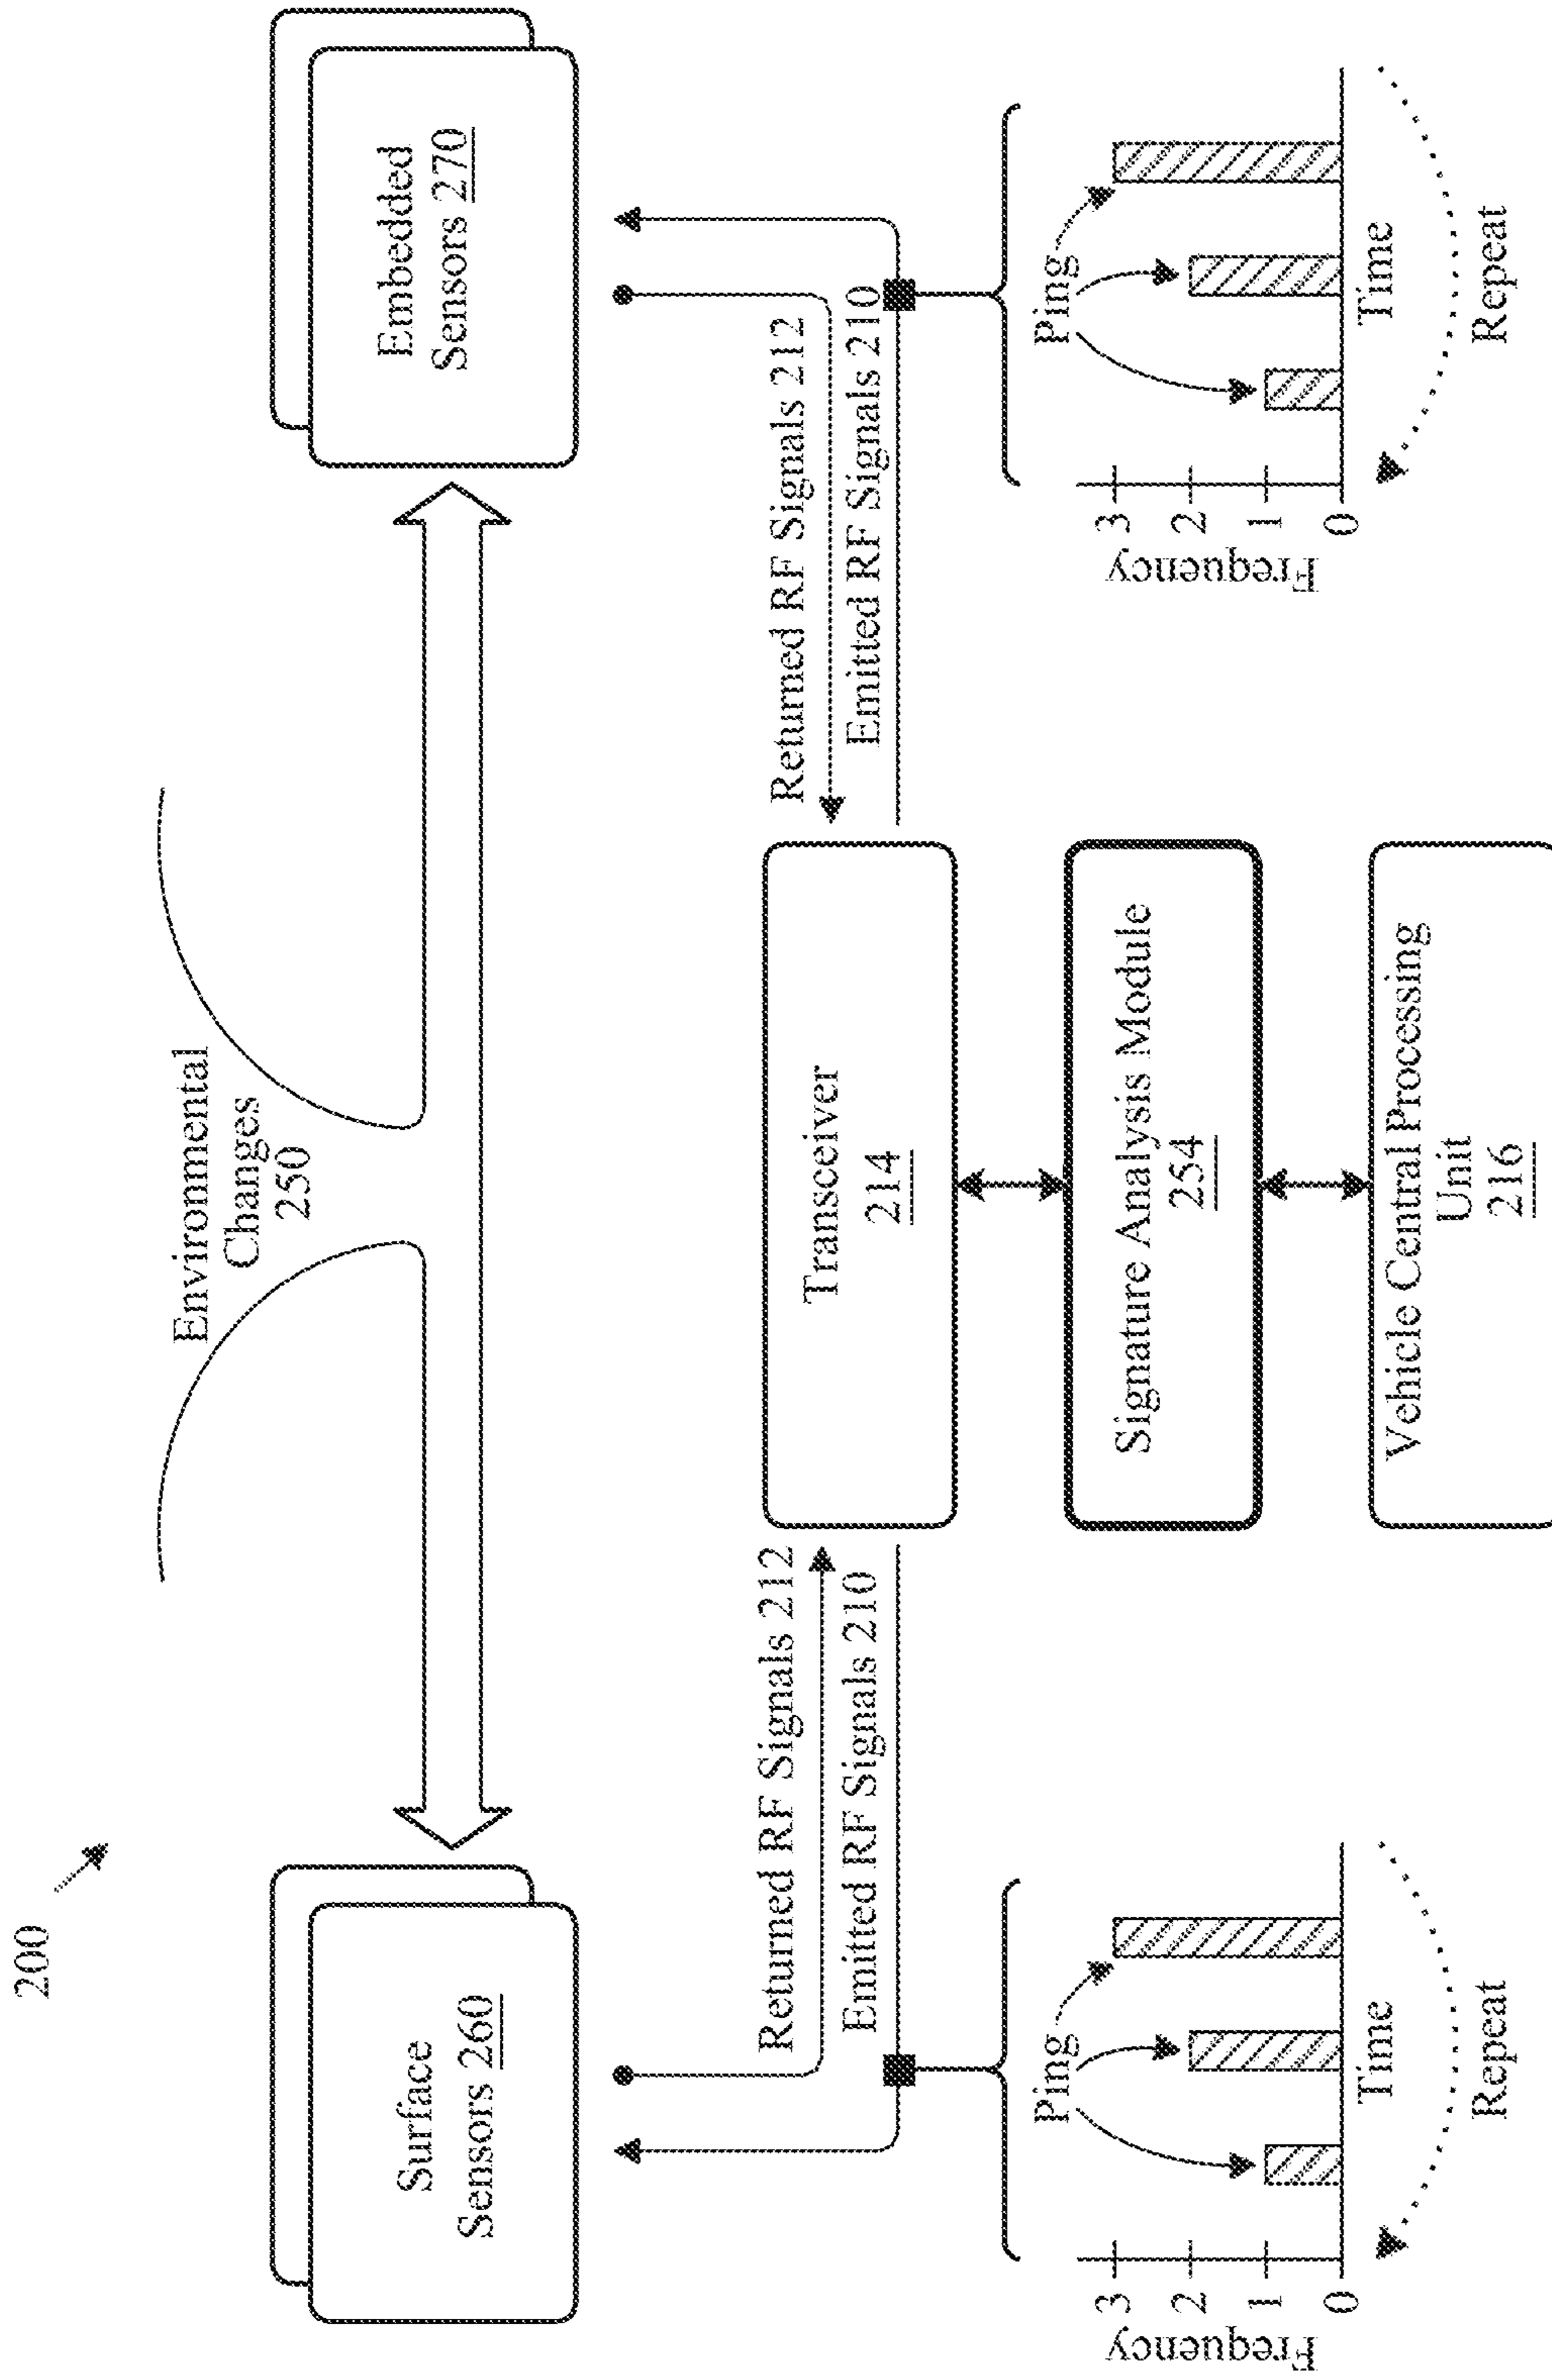 200
Environmental
Changes
250
Surface
Sensors 260
Embedded
Sensors 270
Returned RF Signals 212
Emitted RF Signals 210
Returned RF Signals 212
Emitted RF Signals 210
Transceiver
214
Signature Analysis Module
254
Vehicle Central Processing
Unit
216
Frequency
3
2
1
0
Ping
Time
Repeat
Frequency
3
2
1
0
Ping
Time
Repeat